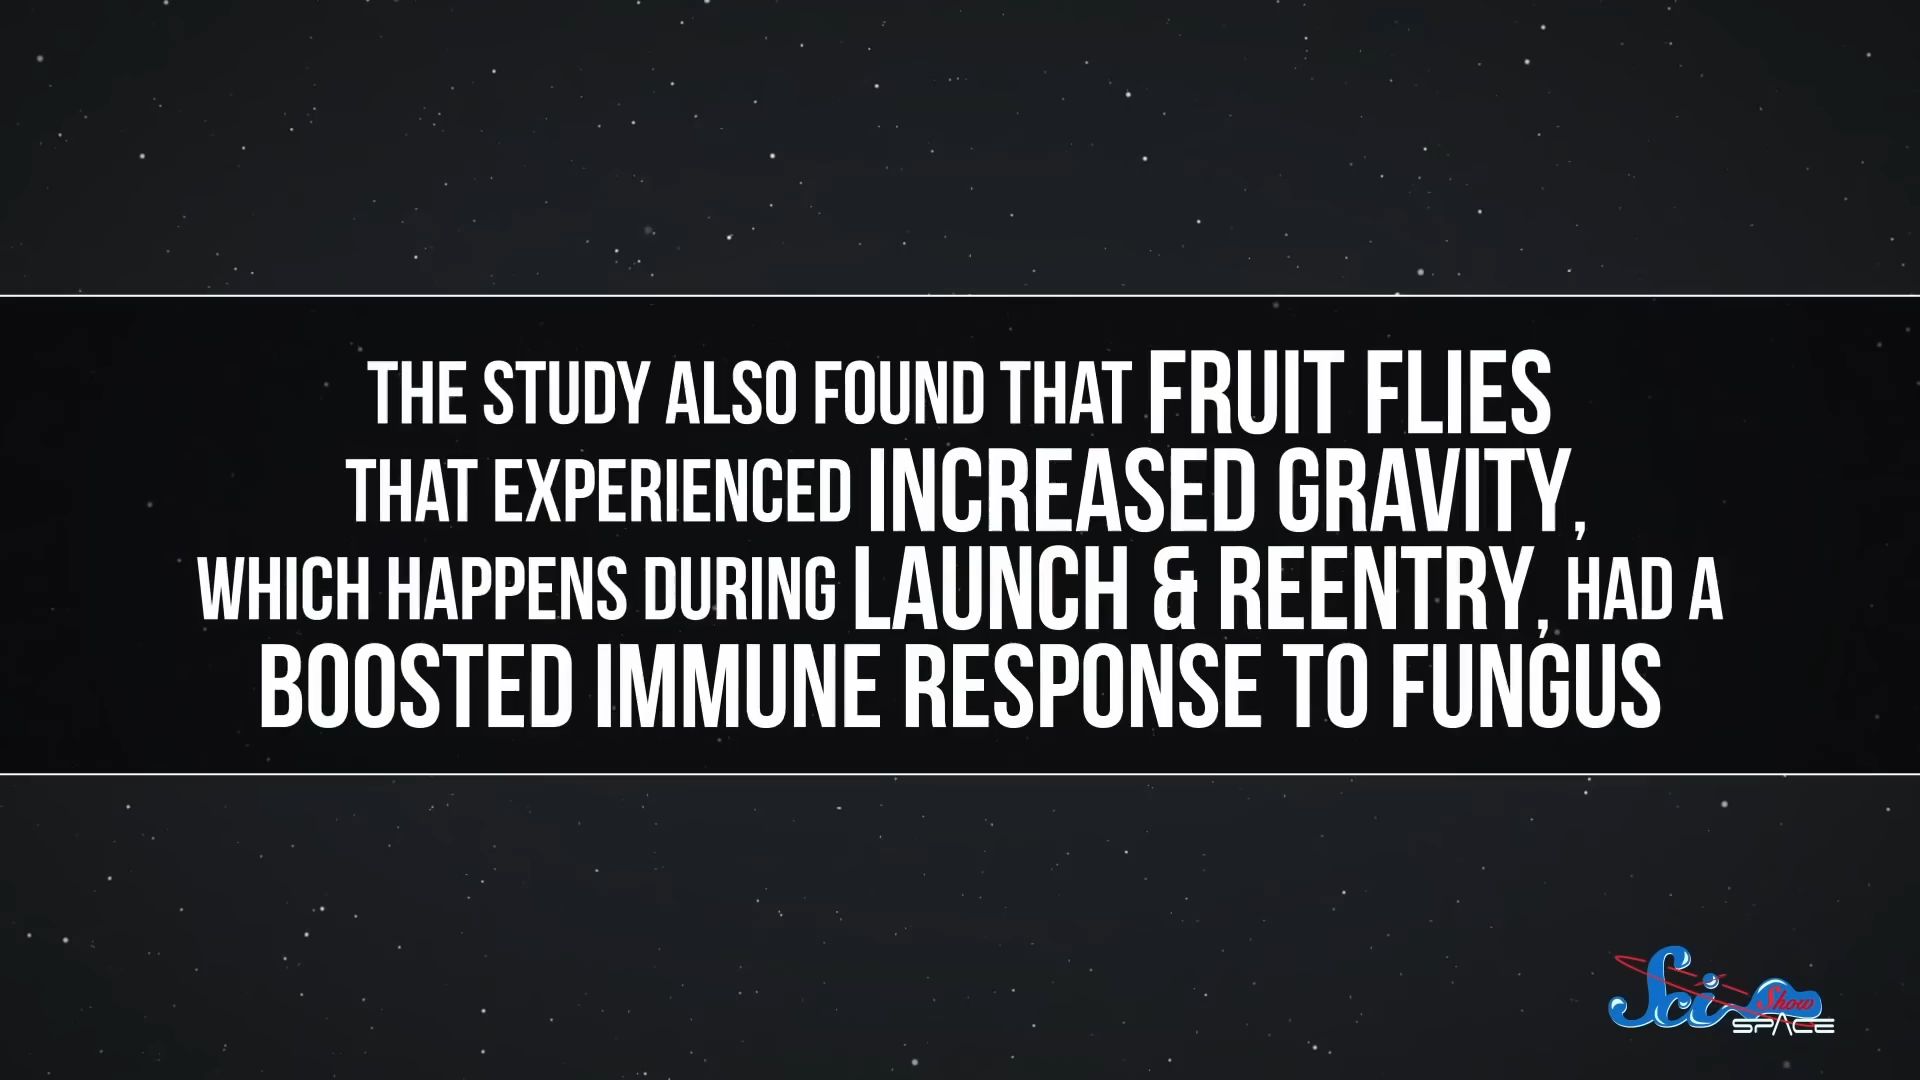 THE STUDY ALSO FOUND THAT FRUIT FLIES
THAT EXPERIENCED INCREASED GRAVITY,
WHICH HAPPENS DURING LAUNCH & REENTRY, HAD A
BOOSTED IMMUNE RESPONSE TO FUNGUS
Sci Show
SPACE